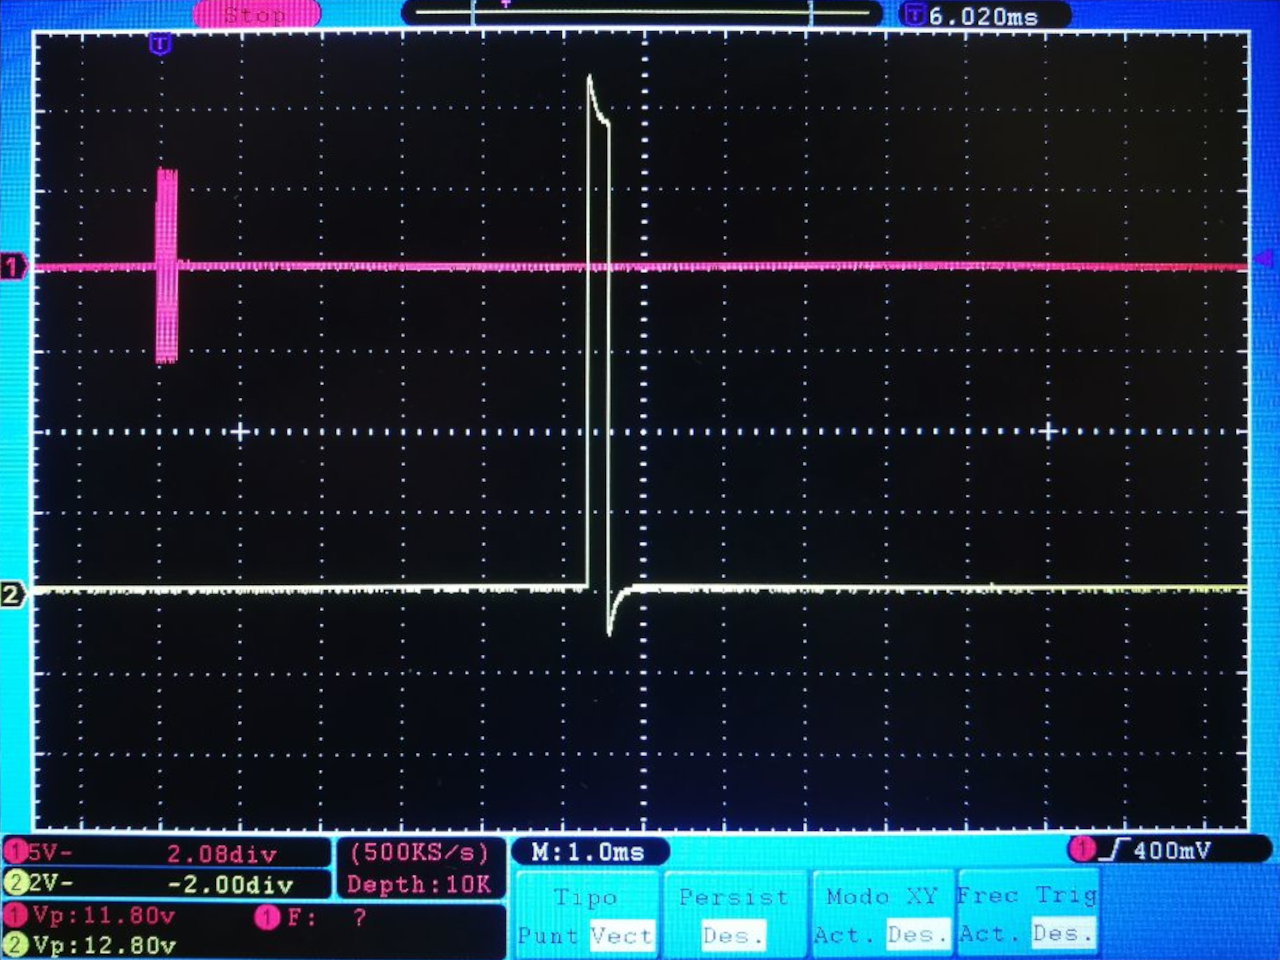 Stop
T
T 6.020ms
T
1
2
1 5V- 2.08div
2 2V- -2.00div
(500KS/s)
Depth:10K
M:1.0ms
1 400mV
1 Vp:11.80v 1 F: ?
2 Vp:12.80v
Tipo
Punt Vect
Persist
Des.
Modo XY
Act. Des.
Frec Trig
Act. Des.